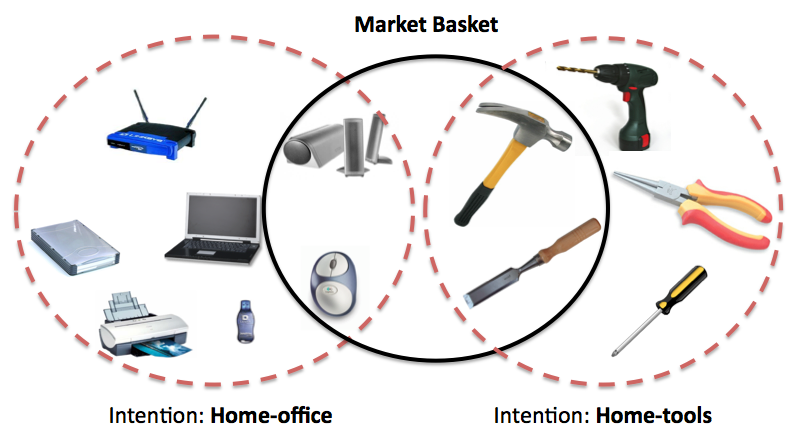 Market Basket
Intention: Home-office
Intention: Home-tools